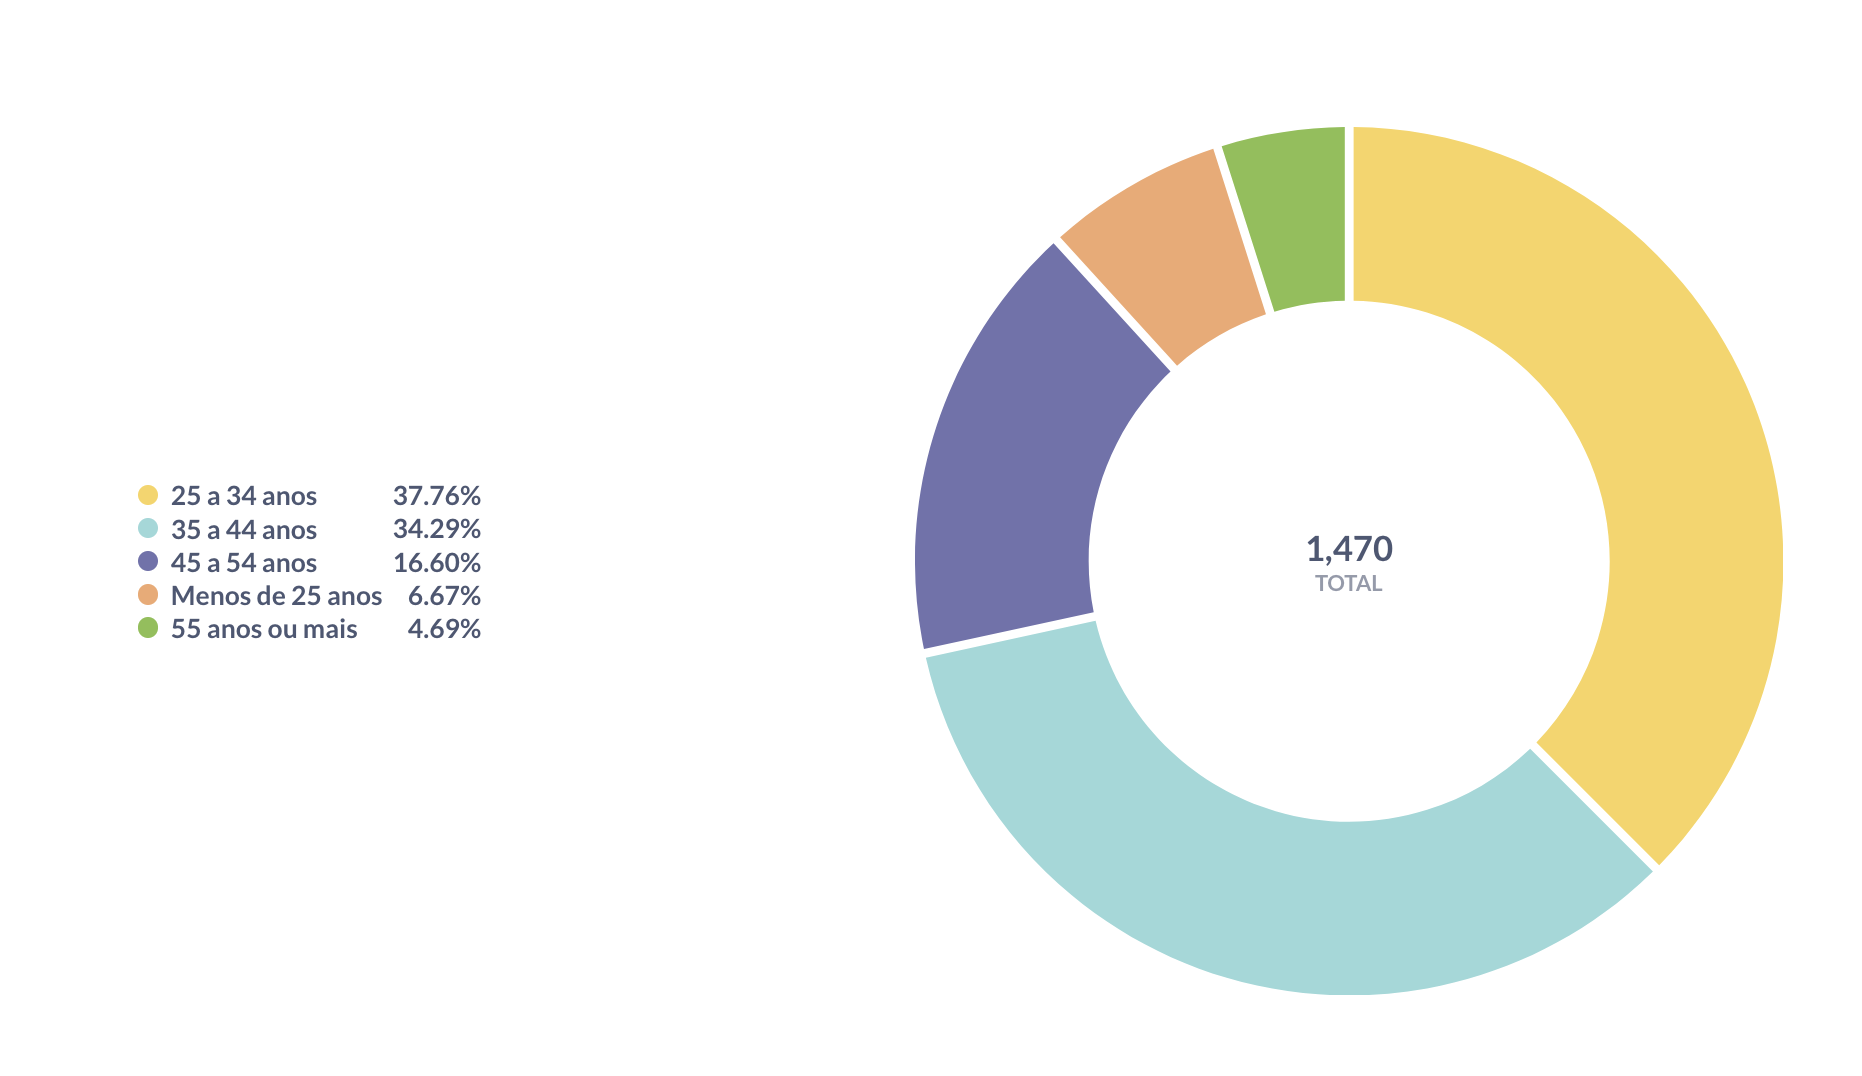 25 a 34 anos 37.76%
35 a 44 anos 34.29%
45 a 54 anos 16.60%
Menos de 25 anos 6.67%
55 anos ou mais 4.69%
1,470
TOTAL